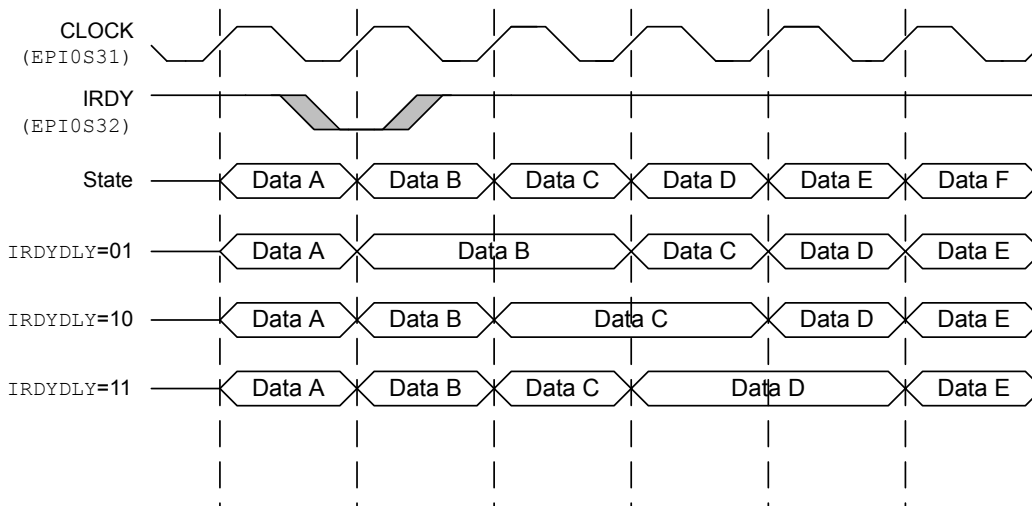 CLOCK
(EPI0S31)
IRDY
(EPI0S32)
State Data A Data B Data C Data D Data E Data F
IRDYDLY=01 Data A Data B Data C Data D Data E
IRDYDLY=10 Data A Data B Data C Data D Data E
IRDYDLY=11 Data A Data B Data C Data D Data E